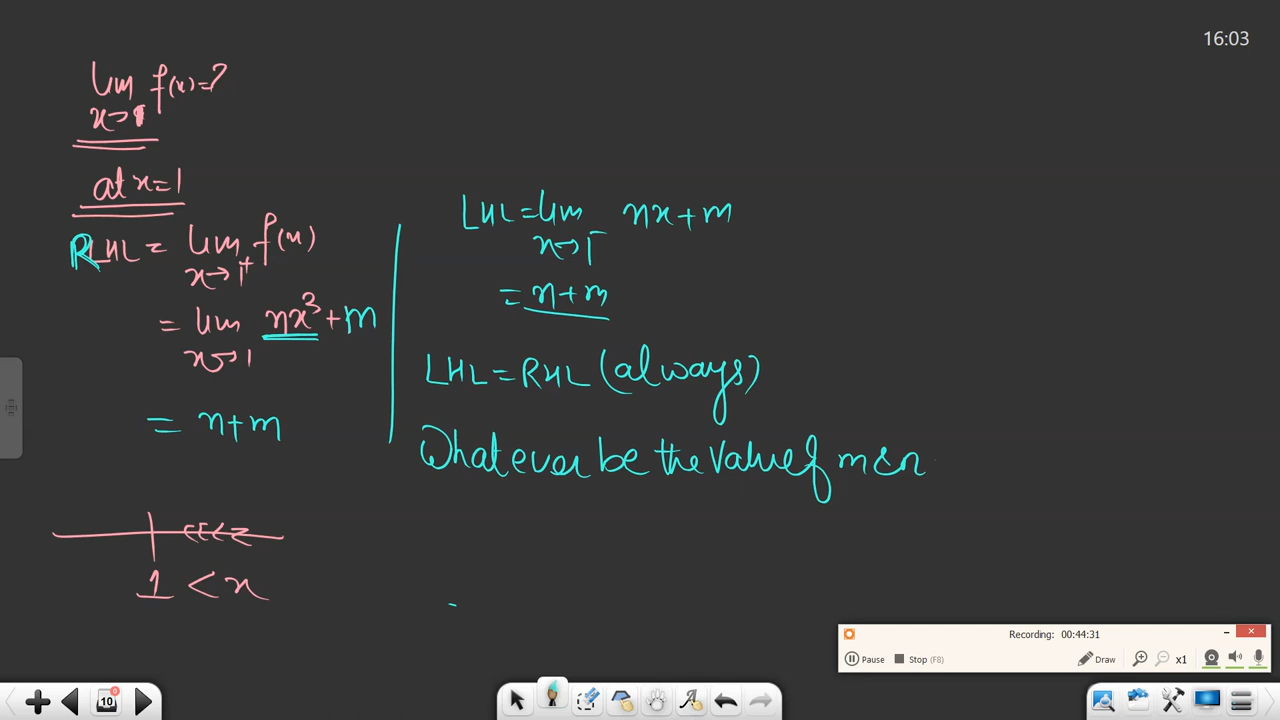 16:03
lim f(x)=?
x→1
at x=1
RHL = lim f(x)
x→1⁺
= lim nx³+m
x→1
= n+m
1 < x
LHL = lim nx+m
x→1⁻
= n+m
LHL = RHL (always)
Whatever be the value of m & n
Recording: 00:44:31
Pause Stop (F8) Draw x1
10 0